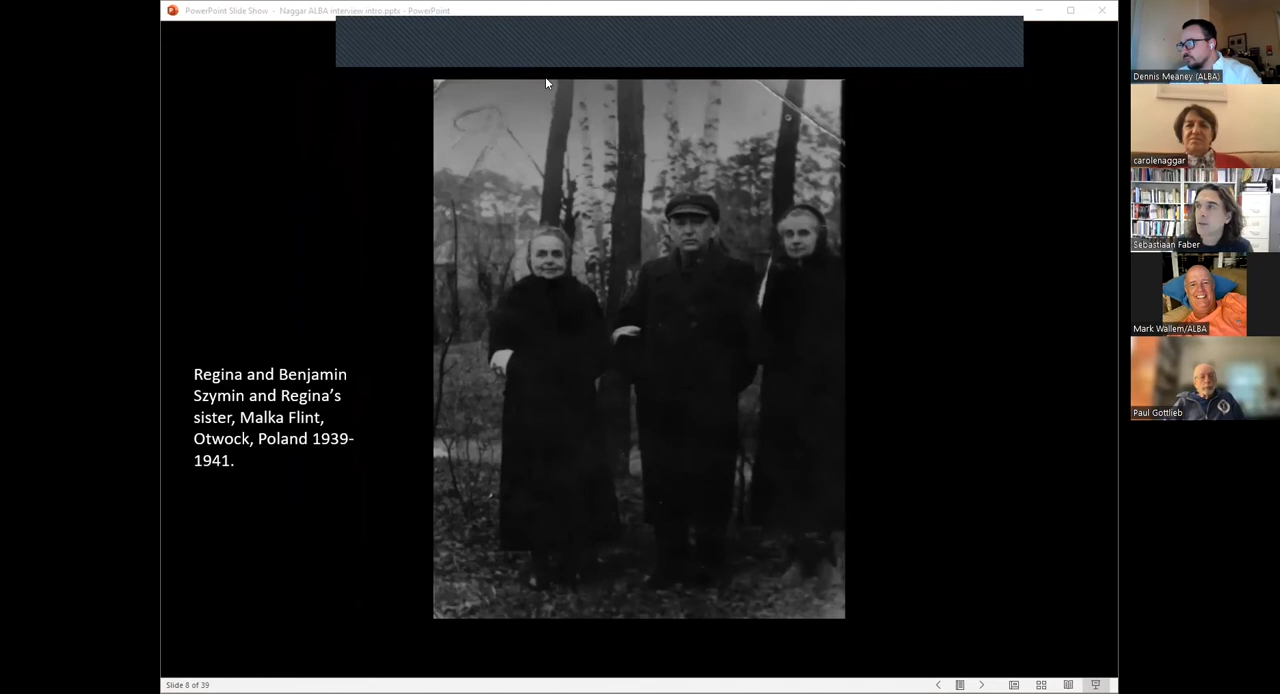 PowerPoint Slide Show - Naggar ALBA interview intro.pptx - PowerPoint
Dennis Meaney (ALBA)
carolenaggar
Sebastiaan Faber
Mark Wallem/ALBA
Paul Gottlieb
Regina and Benjamin
Szymin and Regina's
sister, Malka Flint,
Otwock, Poland 1939-
1941.
Slide 8 of 39